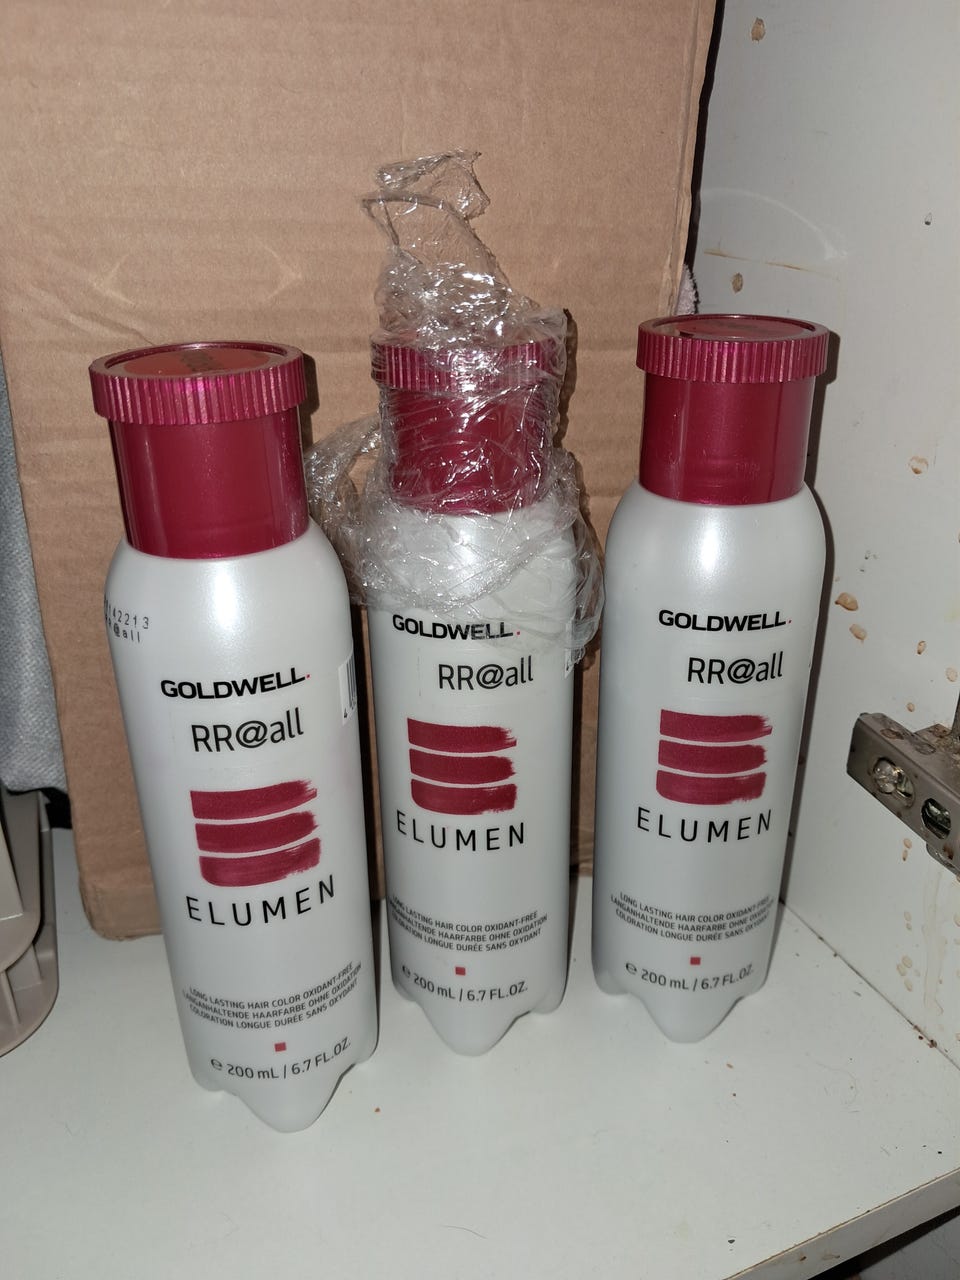 42213
@all
GOLDWELL.
RR@all
ELUMEN
LONG LASTING HAIR COLOR OXIDANT-FREE
LANGANHALTENDE HAARFARBE OHNE OXIDATION
COLORATION LONGUE DURÉE SANS OXYDANT
e 200 mL / 6.7 FL.OZ.
GOLDWELL.
RR@all
ELUMEN
LONG LASTING HAIR COLOR OXIDANT-FREE
LANGANHALTENDE HAARFARBE OHNE OXIDATION
COLORATION LONGUE DURÉE SANS OXYDANT
e 200 mL / 6.7 FL.OZ.
GOLDWELL.
RR@all
ELUMEN
LONG LASTING HAIR COLOR OXIDANT-FREE
LANGANHALTENDE HAARFARBE OHNE OXIDATION
COLORATION LONGUE DURÉE SANS OXYDANT
e 200 mL / 6.7 FL.OZ.